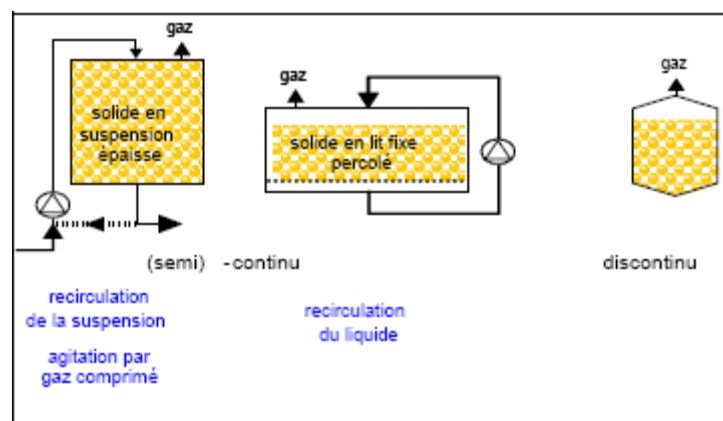 gaz
solide en
suspension
épaisse
gaz
solide en lit fixe
percolé
gaz
(semi) -continu
discontinu
recirculation
de la suspension
agitation par
gaz comprimé
recirculation
du liquide